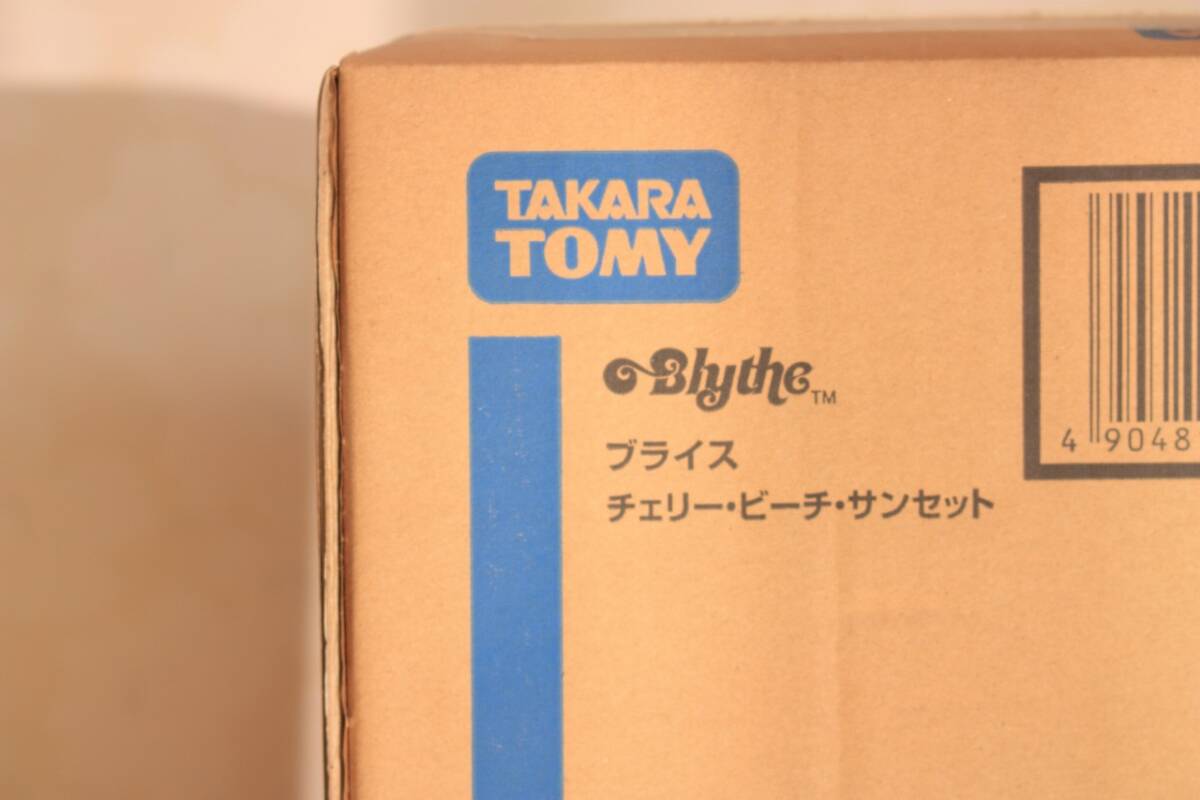 TAKARA
TOMY
Blythe™
ブライス
チェリー・ビーチ・サンセット
4 90481